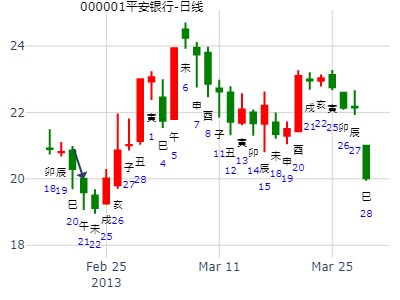 000001平安银行-日线
24
22
20
18
卯
18
辰
19
巳
20
午
21
未
22
戌
25
亥
26
子
27
丑
28
寅
1
巳
4
午
5
未
6
申
7
酉
8
子
11
丑
12
寅
13
卯
14
辰
15
未
18
申
19
酉
20
戌
21
亥
22
寅
25
卯
26
辰
27
巳
28
Feb 25
2013
Mar 11
Mar 25